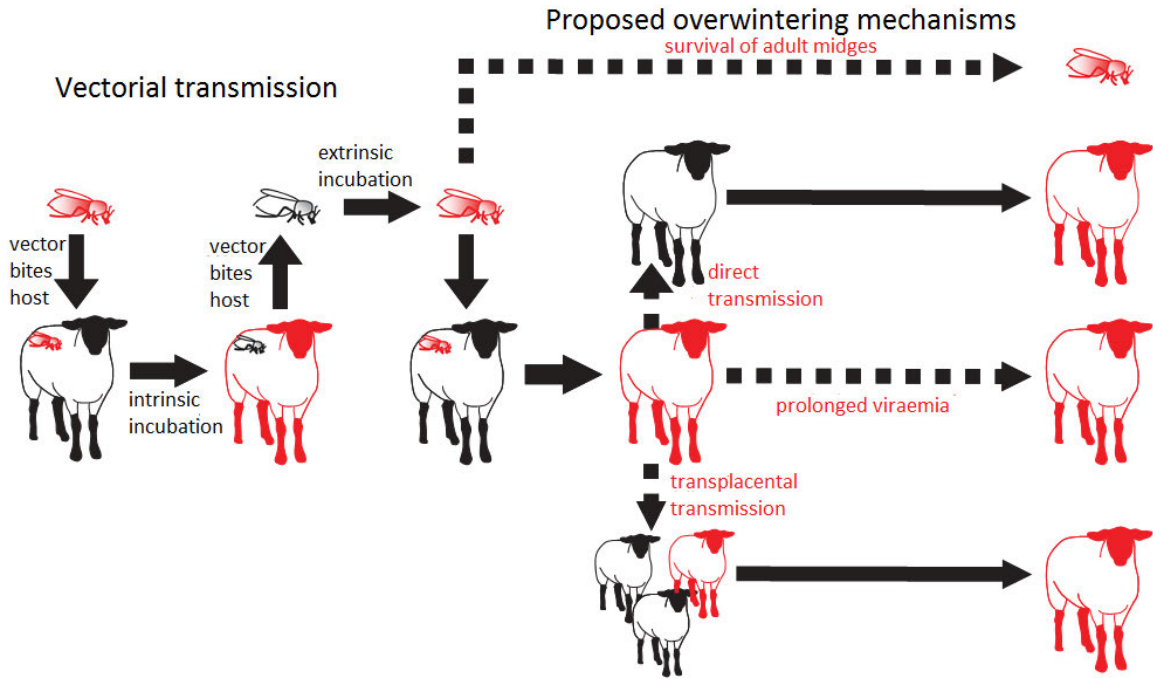 Proposed overwintering mechanisms
survival of adult midges
Vectorial transmission
extrinsic
incubation
vector
bites
host
vector
bites
host
intrinsic
incubation
direct
transmission
prolonged viraemia
transplacental
transmission